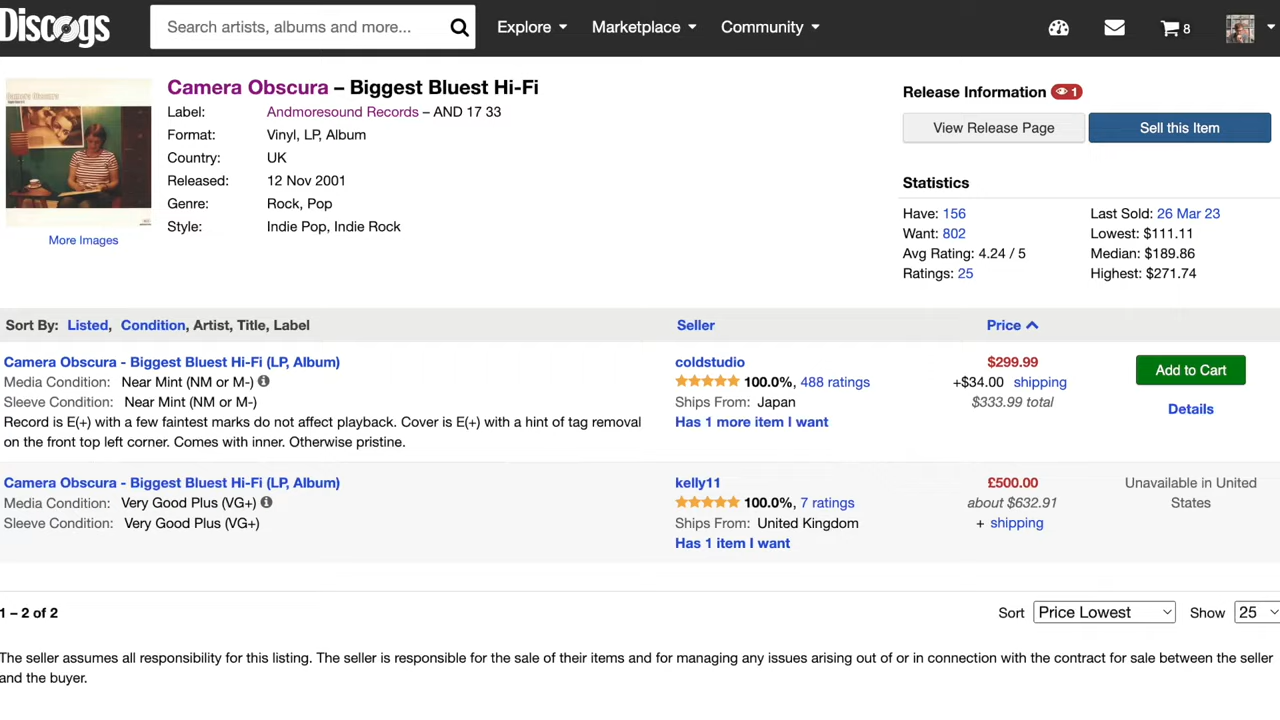 Discogs
Search artists, albums and more...
Explore
Marketplace
Community
8
Camera Obscura – Biggest Bluest Hi-Fi
Label: Andmoresound Records – AND 17 33
Format: Vinyl, LP, Album
Country: UK
Released: 12 Nov 2001
Genre: Rock, Pop
Style: Indie Pop, Indie Rock
Camera Obscura
More Images
Release Information 1
View Release Page
Sell this Item
Statistics
Have: 156
Want: 802
Avg Rating: 4.24 / 5
Ratings: 25
Last Sold: 26 Mar 23
Lowest: $111.11
Median: $189.86
Highest: $271.74
Sort By: Listed, Condition, Artist, Title, Label
Seller
Price
Camera Obscura - Biggest Bluest Hi-Fi (LP, Album)
Media Condition: Near Mint (NM or M-)
Sleeve Condition: Near Mint (NM or M-)
Record is E(+) with a few faintest marks do not affect playback. Cover is E(+) with a hint of tag removal
on the front top left corner. Comes with inner. Otherwise pristine.
coldstudio
100.0%, 488 ratings
Ships From: Japan
Has 1 more item I want
$299.99
+$34.00 shipping
$333.99 total
Add to Cart
Details
Camera Obscura - Biggest Bluest Hi-Fi (LP, Album)
Media Condition: Very Good Plus (VG+)
Sleeve Condition: Very Good Plus (VG+)
kelly11
100.0%, 7 ratings
Ships From: United Kingdom
Has 1 item I want
£500.00
about $632.91
+ shipping
Unavailable in United
States
1 – 2 of 2
Sort Price Lowest
Show 25
The seller assumes all responsibility for this listing. The seller is responsible for the sale of their items and for managing any issues arising out of or in connection with the contract for sale between the seller
and the buyer.